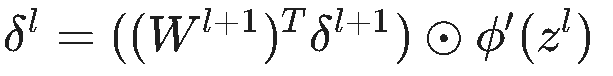 δ^l = ((W^{l+1})^T δ^{l+1}) ⊙ ϕ′(z^l)